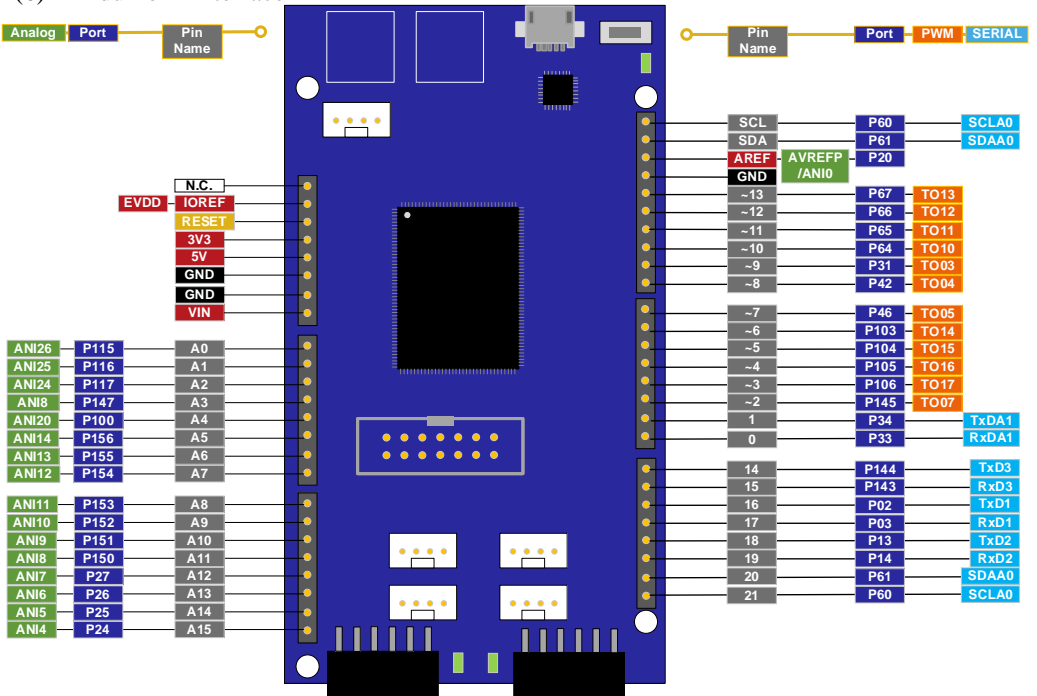 Analog Port Pin Name
Pin Name Port PWM SERIAL
SCL P60 SCLA0
SDA P61 SDAA0
AREF AVREFP/ANI0 P20
GND
~13 P67 TO13
~12 P66 TO12
~11 P65 TO11
~10 P64 TO10
~9 P31 TO03
~8 P42 TO04
N.C.
EVDD IOREF
RESET
3V3
5V
GND
GND
VIN
~7 P46 TO05
~6 P103 TO14
~5 P104 TO15
~4 P105 TO16
~3 P106 TO17
~2 P145 TO07
1 P34 TxDA1
0 P33 RxDA1
ANI26 P115 A0
ANI25 P116 A1
ANI24 P117 A2
ANI8 P147 A3
ANI20 P100 A4
ANI14 P156 A5
ANI13 P155 A6
ANI12 P154 A7
14 P144 TxD3
15 P143 RxD3
16 P02 TxD1
17 P03 RxD1
18 P13 TxD2
19 P14 RxD2
20 P61 SDAA0
21 P60 SCLA0
ANI11 P153 A8
ANI10 P152 A9
ANI9 P151 A10
ANI8 P150 A11
ANI7 P27 A12
ANI6 P26 A13
ANI5 P25 A14
ANI4 P24 A15